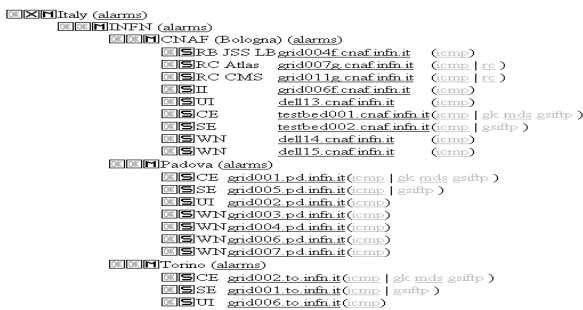 Italy (alarms)
INFN (alarms)
CNAF (Bologna) (alarms)
S RB JSS LB grid004f.cnaf.infn.it (icmp)
S RC Atlas grid007g.cnaf.infn.it (icmp | rc )
S RC CMS grid011g.cnaf.infn.it (icmp | rc )
S II grid006f.cnaf.infn.it (icmp)
S UI dell13.cnaf.infn.it (icmp)
S CE testbed001.cnaf.infn.it(icmp | gk mds gsiftp )
S SE testbed002.cnaf.infn.it(icmp | gsiftp )
S WN dell14.cnaf.infn.it (icmp)
S WN dell15.cnaf.infn.it (icmp)
M Padova (alarms)
S CE grid001.pd.infn.it(icmp | gk mds gsiftp )
S SE grid005.pd.infn.it(icmp | gsiftp )
S UI grid002.pd.infn.it(icmp)
S WN grid003.pd.infn.it(icmp)
S WN grid004.pd.infn.it(icmp)
S WN grid006.pd.infn.it(icmp)
S WN grid007.pd.infn.it(icmp)
M Torino (alarms)
S CE grid002.to.infn.it(icmp | gk mds gsiftp )
S SE grid001.to.infn.it(icmp | gsiftp )
S UI grid006.to.infn.it(icmp)